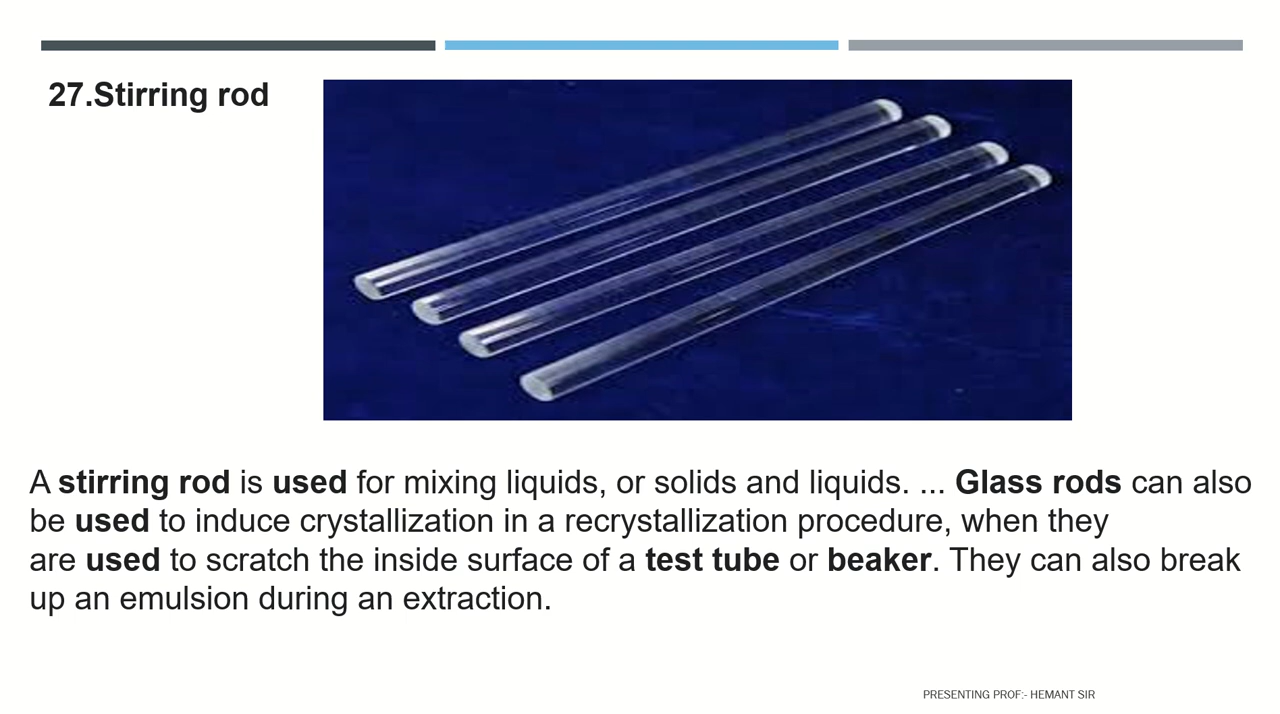 27.Stirring rod
A stirring rod is used for mixing liquids, or solids and liquids. ... Glass rods can also
be used to induce crystallization in a recrystallization procedure, when they
are used to scratch the inside surface of a test tube or beaker. They can also break
up an emulsion during an extraction.
PRESENTING PROF:- HEMANT SIR